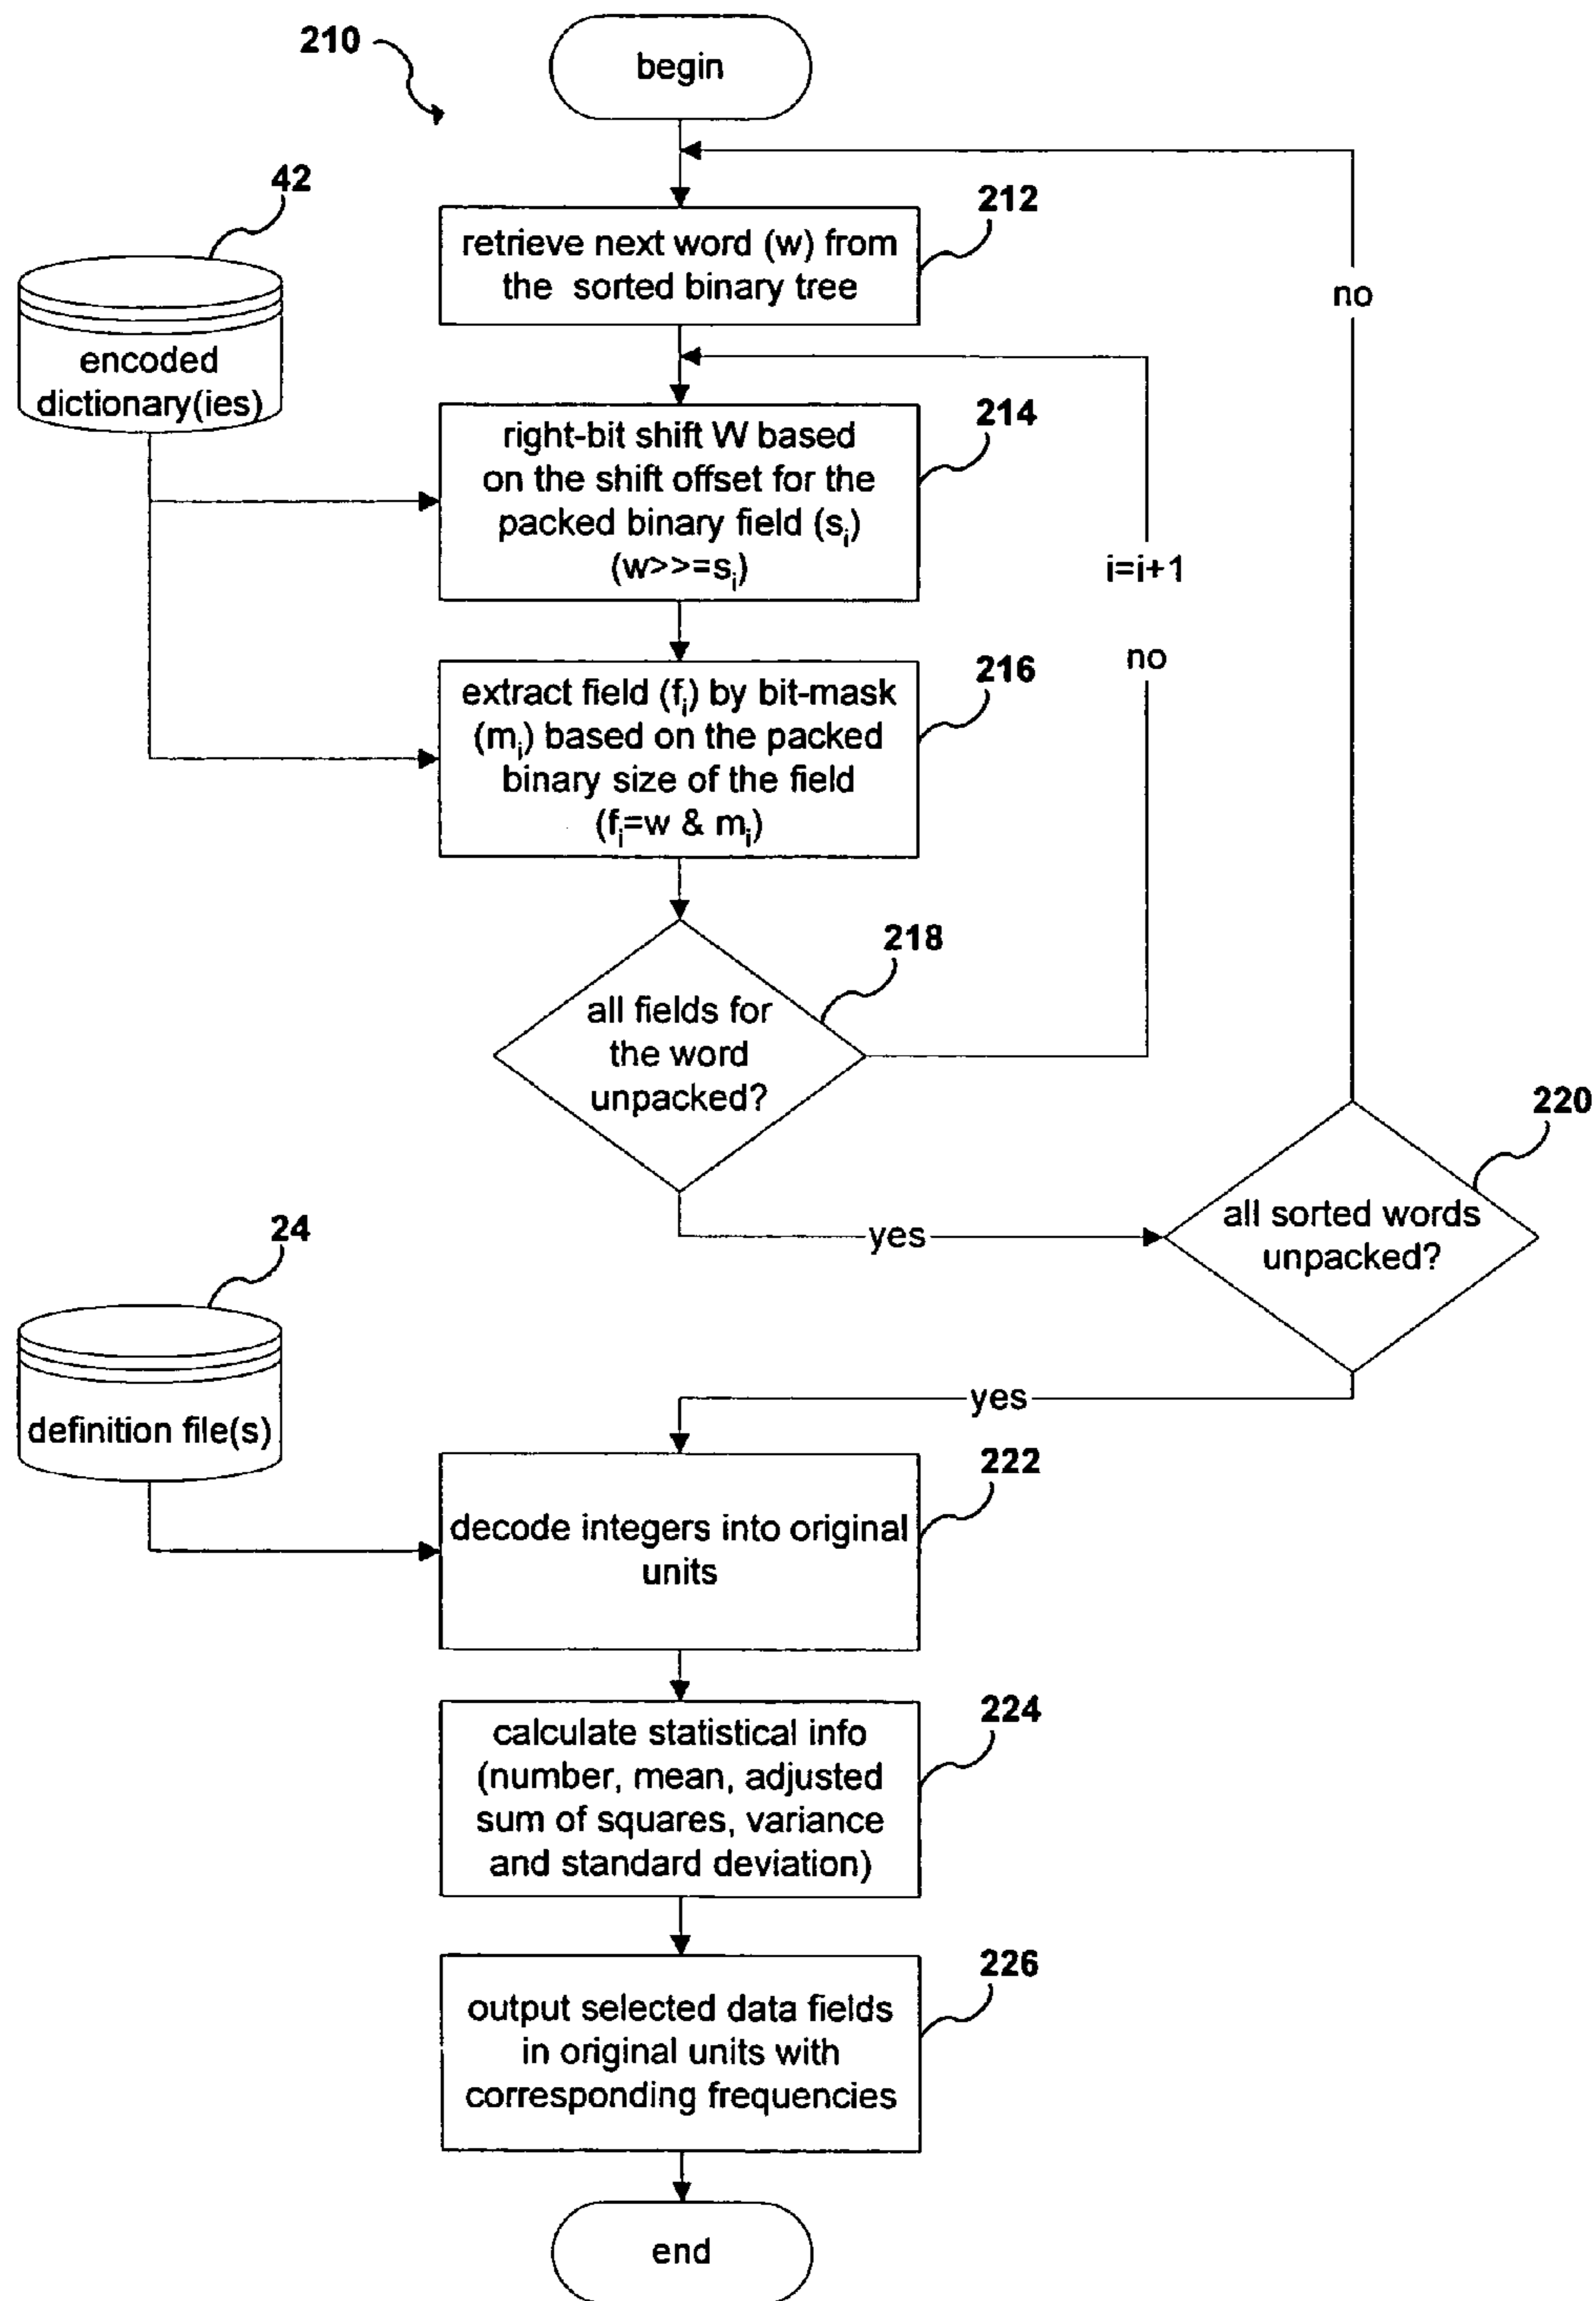 210
begin
42
212
retrieve next word (w) from
the sorted binary tree
no
encoded
dictionary(ies)
214
right-bit shift W based
on the shift offset for the
packed binary field (si)
(w>>=si)
i=i+1
no
216
extract field (fi) by bit-mask
(mi) based on the packed
binary size of the field
(fi=w & mi)
218
all fields for
the word
unpacked?
220
all sorted words
unpacked?
yes
24
definition file(s)
yes
222
decode integers into original
units
224
calculate statistical info
(number, mean, adjusted
sum of squares, variance
and standard deviation)
226
output selected data fields
in original units with
corresponding frequencies
end